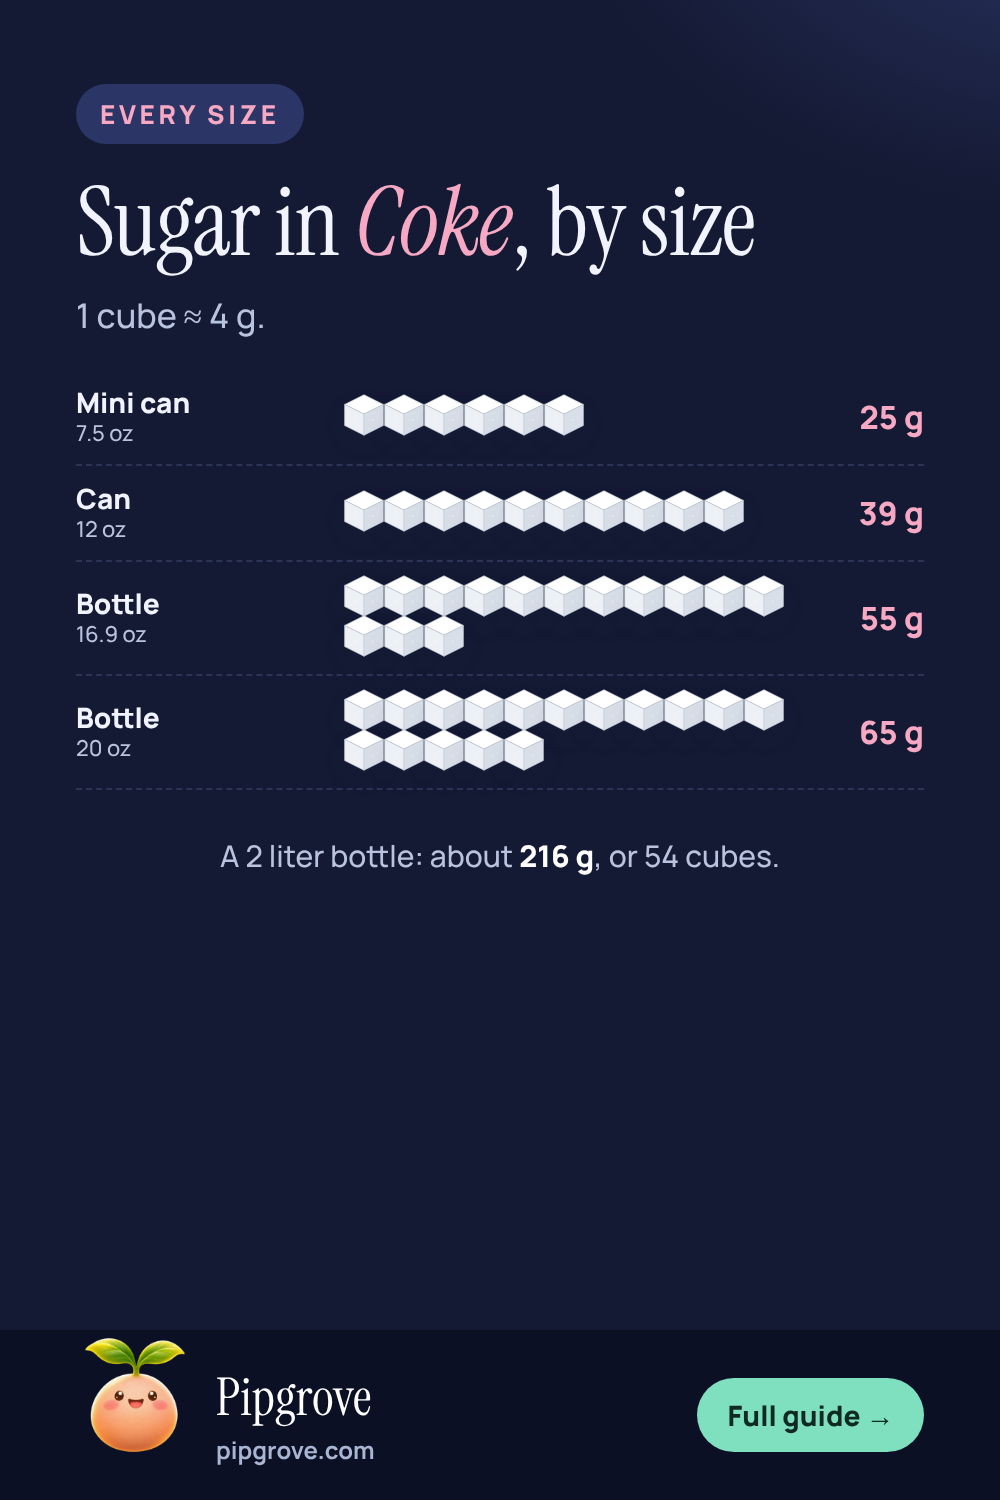 EVERY SIZE
Sugar in Coke, by size
1 cube ≈ 4 g.
Mini can
7.5 oz
25 g
Can
12 oz
39 g
Bottle
16.9 oz
55 g
Bottle
20 oz
65 g
A 2 liter bottle: about 216 g, or 54 cubes.
Pipgrove
pipgrove.com
Full guide →